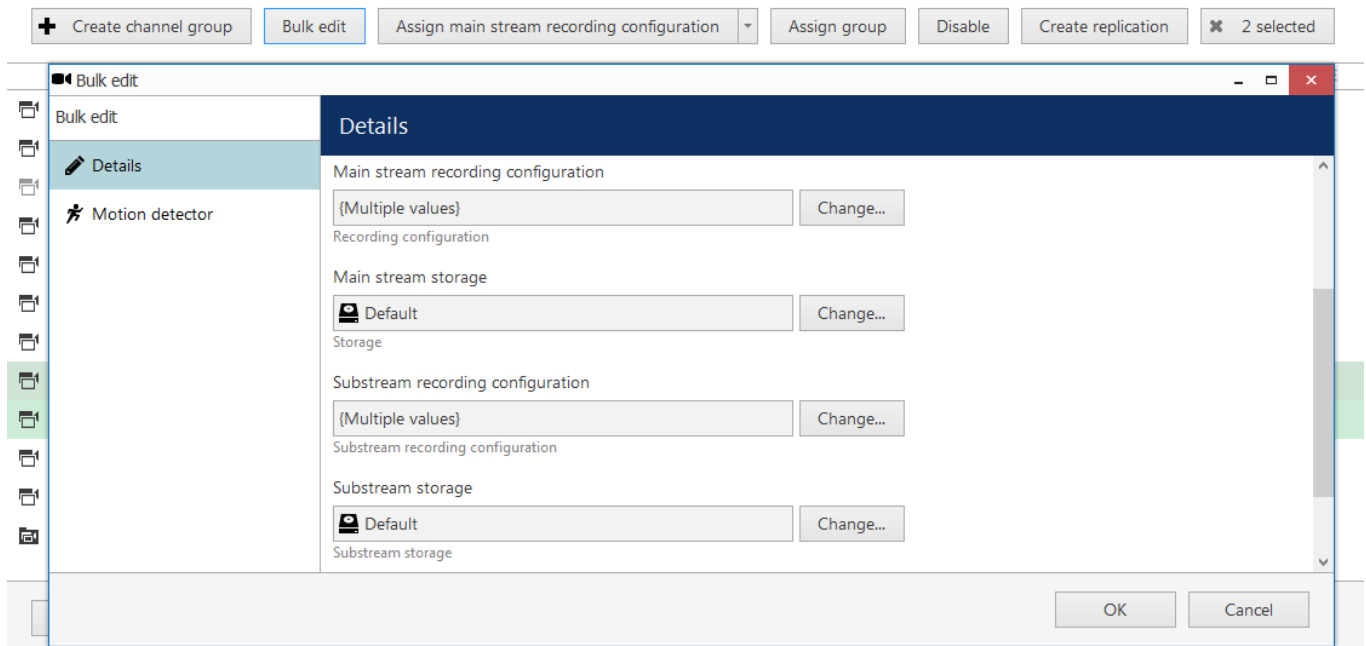 Create channel group Bulk edit Assign main stream recording configuration Assign group Disable Create replication 2 selected
Bulk edit
Bulk edit
Details
Details
Motion detector
Main stream recording configuration
{Multiple values} Change...
Recording configuration
Main stream storage
Default Change...
Storage
Substream recording configuration
{Multiple values} Change...
Substream recording configuration
Substream storage
Default Change...
Substream storage
OK Cancel